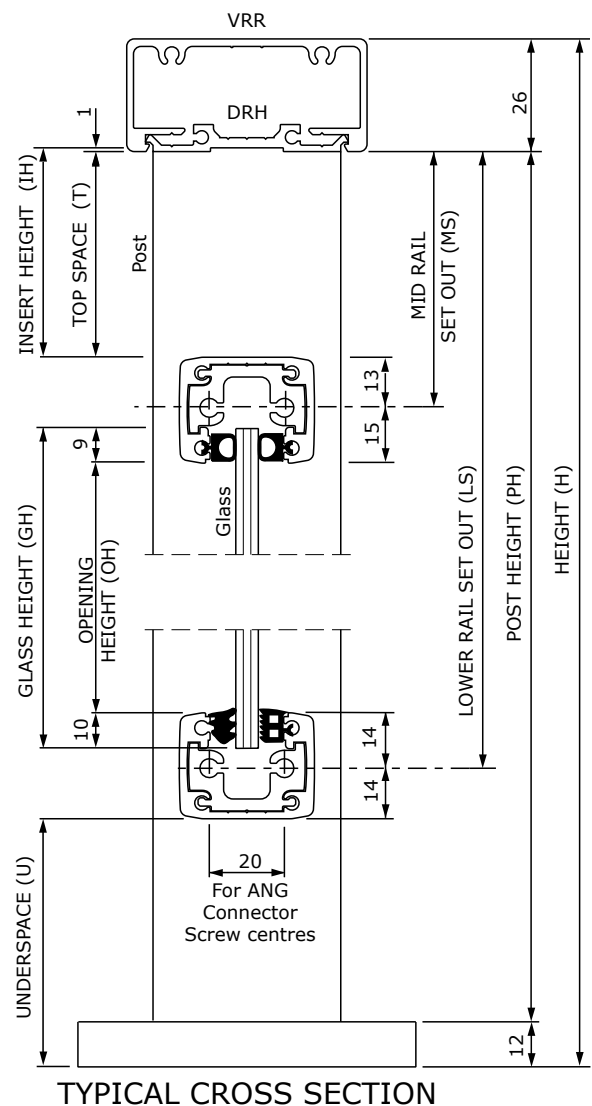 VRR
DRH
1
26
INSERT HEIGHT (IH)
TOP SPACE (T)
Post
MID RAIL
SET OUT (MS)
13
15
9
GLASS HEIGHT (GH)
OPENING
HEIGHT (OH)
Glass
LOWER RAIL SET OUT (LS)
POST HEIGHT (PH)
HEIGHT (H)
10
14
14
UNDERSPACE (U)
20
For ANG
Connector
Screw centres
12
TYPICAL CROSS SECTION